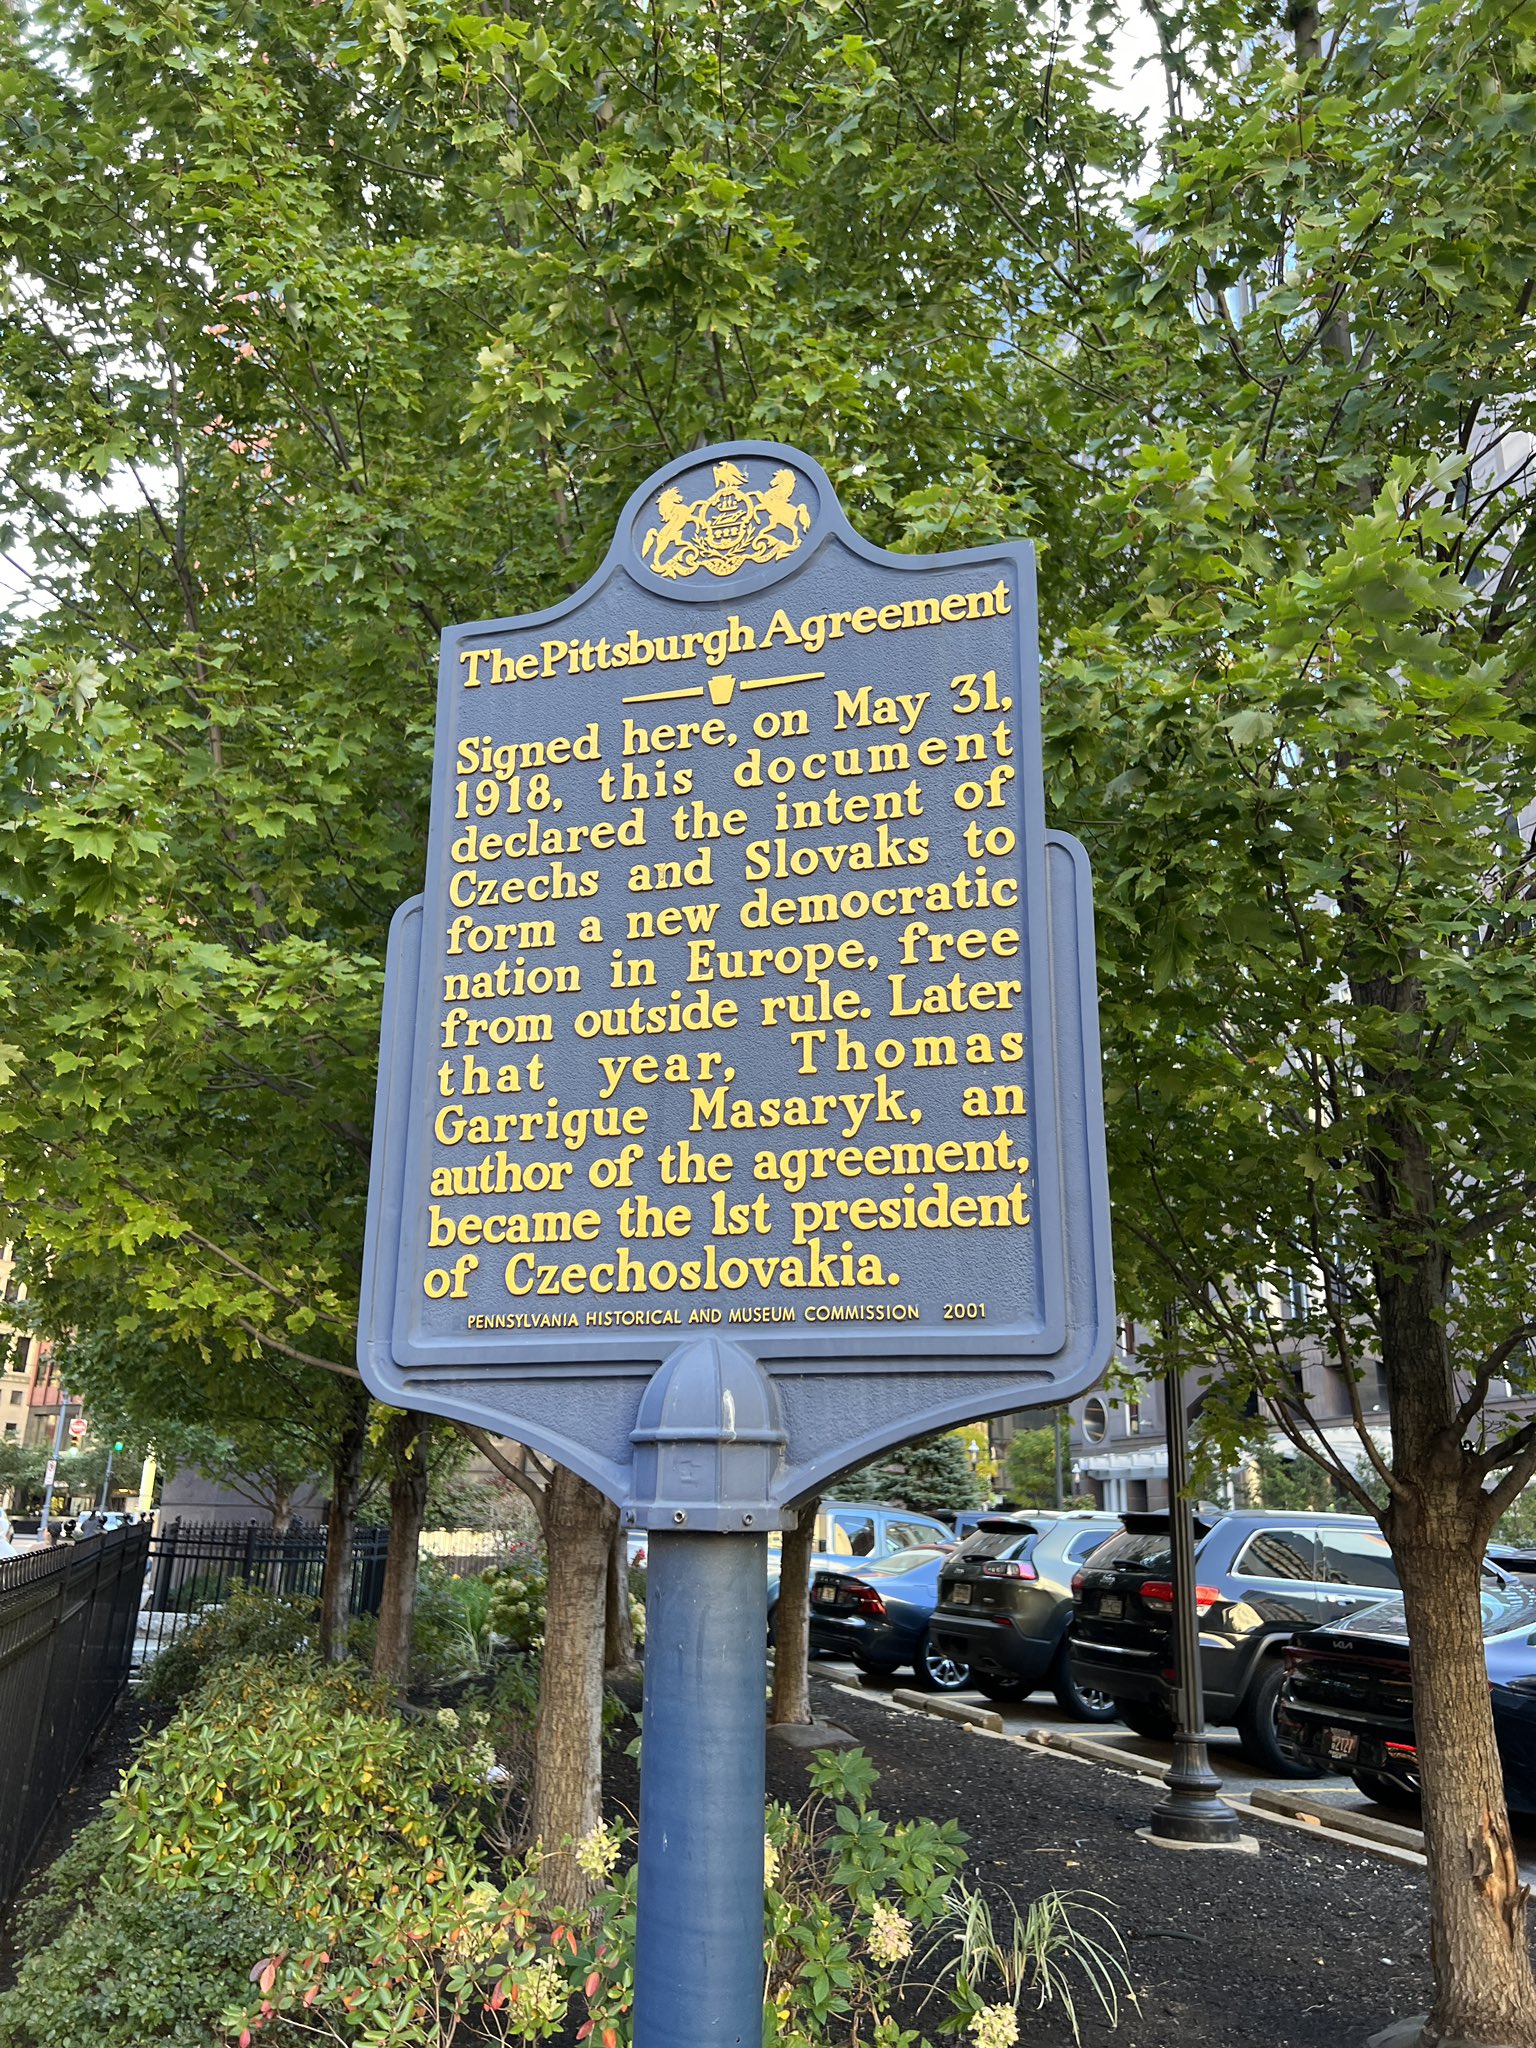 The Pittsburgh Agreement
Signed here, on May 31,
1918, this document
declared the intent of
Czechs and Slovaks to
form a new democratic
nation in Europe, free
from outside rule. Later
that year, Thomas
Garrigue Masaryk, an
author of the agreement,
became the 1st president
of Czechoslovakia.
PENNSYLVANIA HISTORICAL AND MUSEUM COMMISSION 2001
KIA